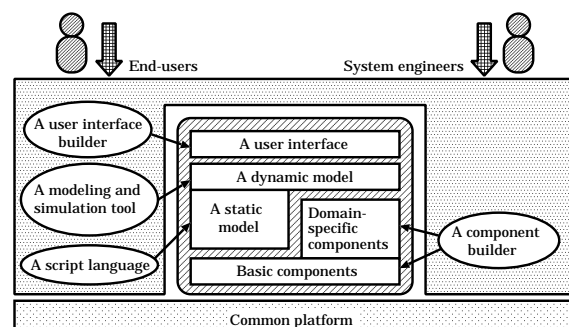 End-users
System engineers
A user interface
builder
A user interface
A dynamic model
A modeling and
simulation tool
A static
model
Domain-
specific
components
A component
builder
A script language
Basic components
Common platform